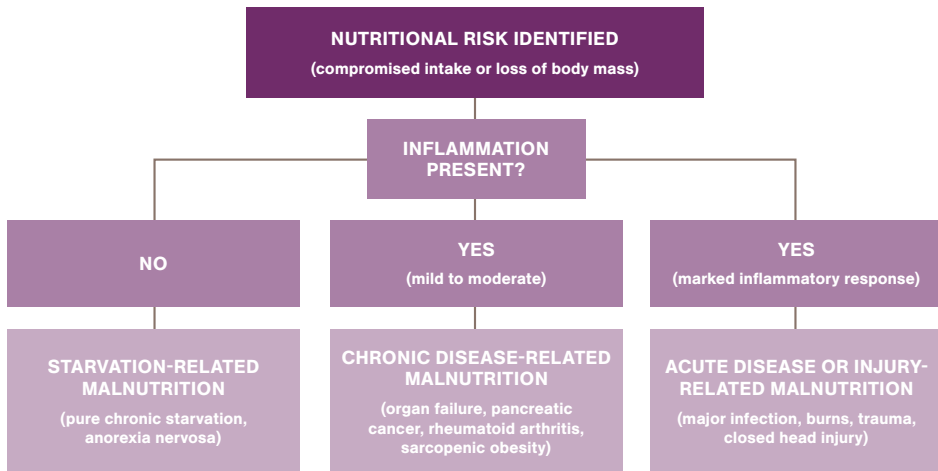 NUTRITIONAL RISK IDENTIFIED
(compromised intake or loss of body mass)
INFLAMMATION
PRESENT?
NO
YES
(mild to moderate)
YES
(marked inflammatory response)
STARVATION-RELATED
MALNUTRITION
(pure chronic starvation,
anorexia nervosa)
CHRONIC DISEASE-RELATED
MALNUTRITION
(organ failure, pancreatic
cancer, rheumatoid arthritis,
sarcopenic obesity)
ACUTE DISEASE OR INJURY-
RELATED MALNUTRITION
(major infection, burns, trauma,
closed head injury)